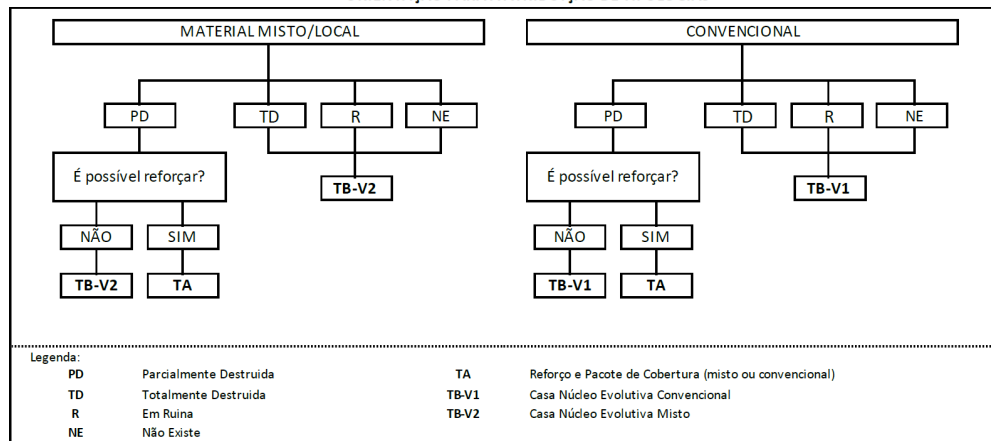 MATERIAL MISTO/LOCAL
PD
TD
R
NE
É possível reforçar?
TB-V2
NÃO
SIM
TB-V2
TA
CONVENCIONAL
PD
TD
R
NE
É possível reforçar?
TB-V1
NÃO
SIM
TB-V1
TA
Legenda:
PD Parcialmente Destruida
TD Totalmente Destruida
R Em Ruina
NE Não Existe
TA Reforço e Pacote de Cobertura (misto ou convencional)
TB-V1 Casa Núcleo Evolutiva Convencional
TB-V2 Casa Núcleo Evolutiva Misto